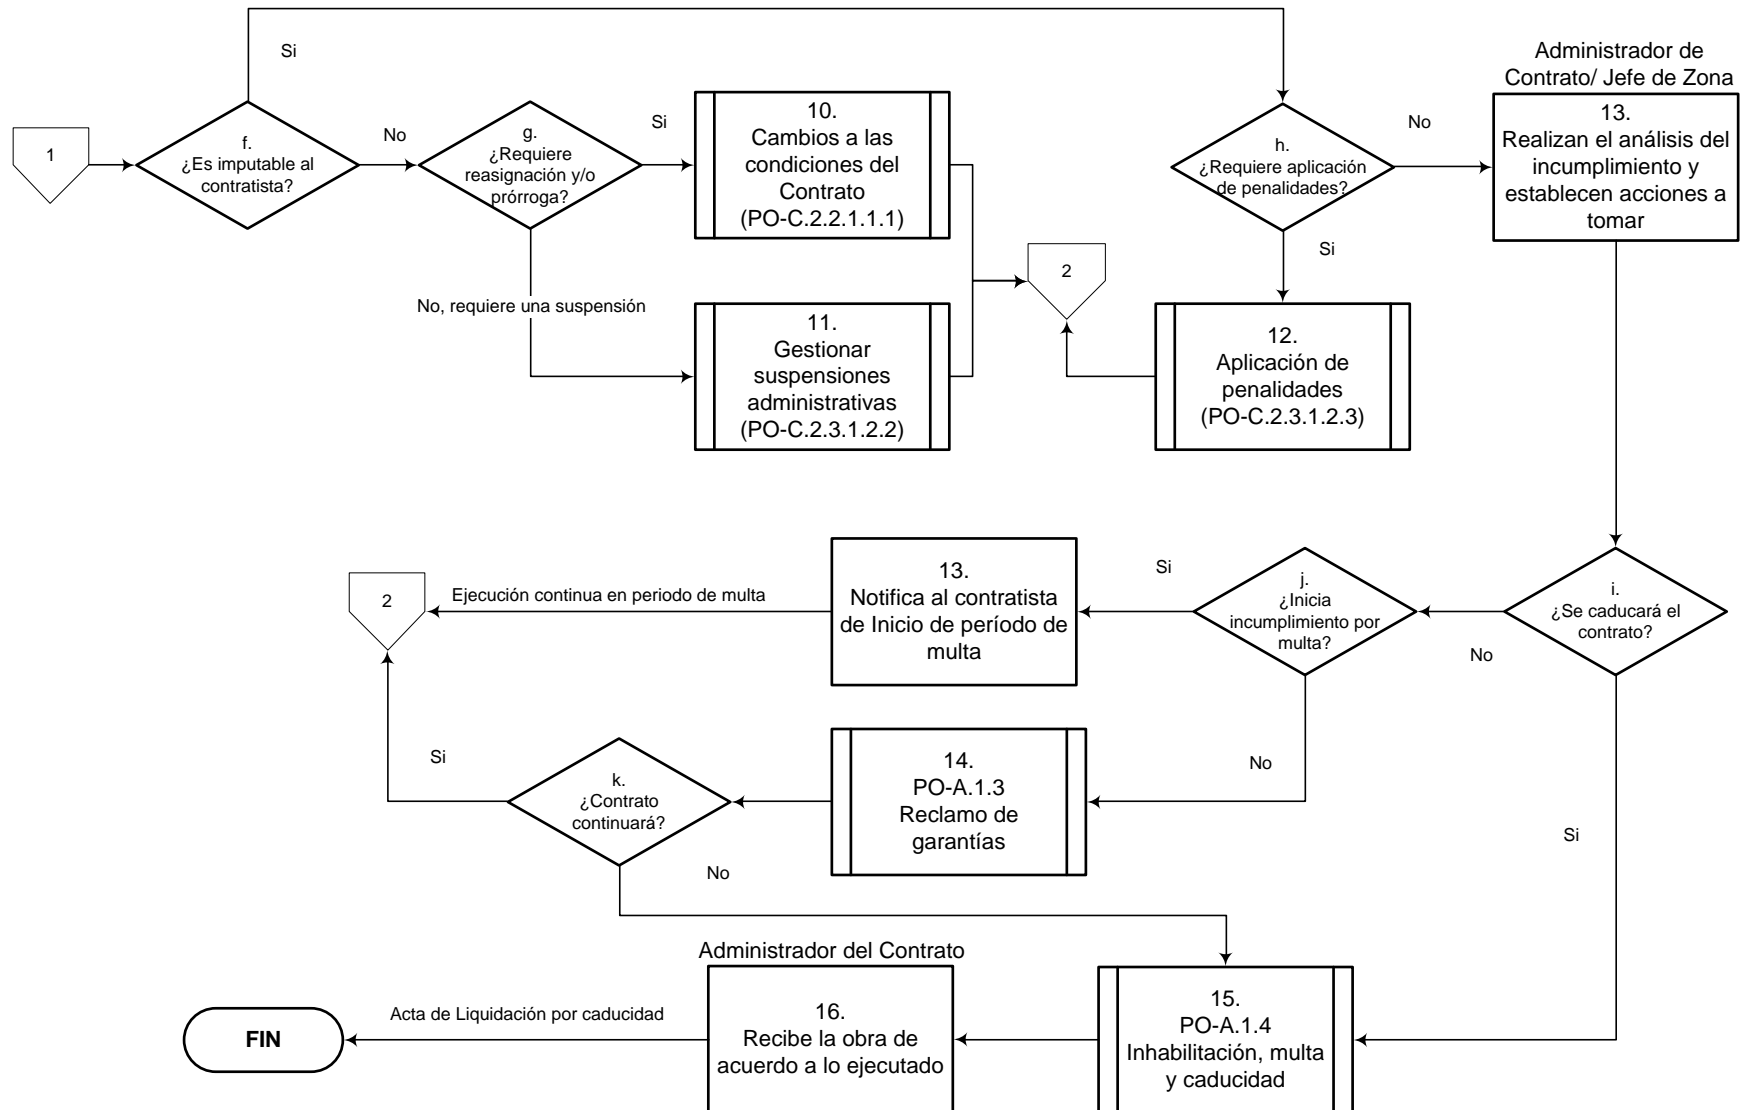 Si
Administrador de
Contrato/ Jefe de Zona
1
f.
¿Es imputable al
contratista?
No
g.
¿Requiere
reasignación y/o
prórroga?
Si
10.
Cambios a las
condiciones del
Contrato
(PO-C.2.2.1.1.1)
h.
¿Requiere aplicación
de penalidades?
No
13.
Realizan el análisis del
incumplimiento y
establecen acciones a
tomar
Si
2
No, requiere una suspensión
11.
Gestionar
suspensiones
administrativas
(PO-C.2.3.1.2.2)
12.
Aplicación de
penalidades
(PO-C.2.3.1.2.3)
2
Ejecución continua en periodo de multa
13.
Notifica al contratista
de Inicio de período de
multa
Si
j.
¿Inicia
incumplimiento por
multa?
No
i.
¿Se caducará el
contrato?
Si
k.
¿Contrato
continuará?
No
14.
PO-A.1.3
Reclamo de
garantías
No
Si
Administrador del Contrato
FIN
Acta de Liquidación por caducidad
16.
Recibe la obra de
acuerdo a lo ejecutado
15.
PO-A.1.4
Inhabilitación, multa
y caducidad